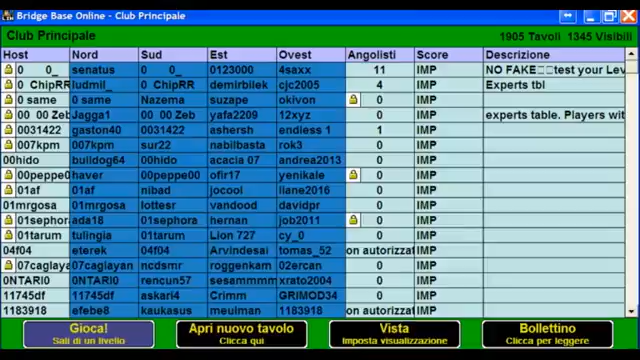 Bridge Base Online - Club Principale
Club Principale 1905 Tavoli 1345 Visibili
Host Nord Sud Est Ovest Angolisti Score Descrizione
0 0_ senatus 0 0_ 0123000 4saxx 11 IMP NO FAKE□□test your Lev
0 ChipRR ludmil_ 0 ChipRR demirbilek cjc2005 4 IMP Experts tbl
0 same 0 same Nazema suzape okivon 0 IMP
00 00 Zeb Jagga1 00 00 Zeb yafa2209 12xyz 0 IMP experts table. Players wit
0031422 gaston40 0031422 ashersh endless 1 1 IMP
007kpm 007kpm sur22 nabilbasta rok3 0 IMP
00hido bulldog64 00hido acacia 07 andrea2013 0 IMP
00peppe00 haver 00peppe00 ofir17 yenikale 0 IMP
01af 01af nibad jocool liane2016 0 IMP
01mrgosa 01mrgosa lottesr vandood davidpr 0 IMP
01sephora ada18 01sephora hernan job2011 0 IMP
01tarum tulingia 01tarum Lion 727 cy_0 0 IMP
04f04 eterek 04f04 Arvindesai tomas_52 on autorizzat IMP
07caglayan 07caglayan ncdsmr roggenkam 02ercan 0 IMP
0NTARI0 0NTARI0 rencun57 sesammmm xrato2004 0 IMP
11745df 11745df askari4 Crimm GRIMOD34 0 IMP
1183918 efebe8 kaukasus meuiman 1183918 on autorizzat IMP
Gioca! Apri nuovo tavolo Vista Bollettino
Sali di un livello Clicca qui Imposta visualizzazione Clicca per leggere